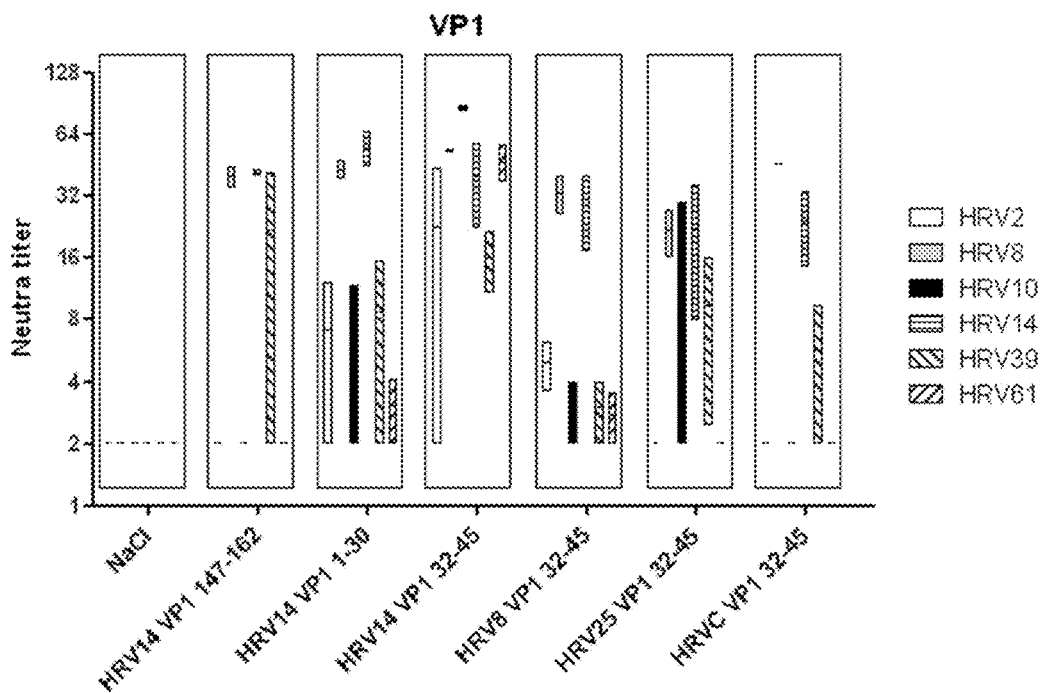 VP1
Neutra titer
128
64
32
16
8
4
2
1
NaCl
HRV14 VP1 147-162
HRV14 VP1 1-30
HRV14 VP1 32-45
HRV8 VP1 32-45
HRV25 VP1 32-45
HRVC VP1 32-45
HRV2
HRV8
HRV10
HRV14
HRV39
HRV61